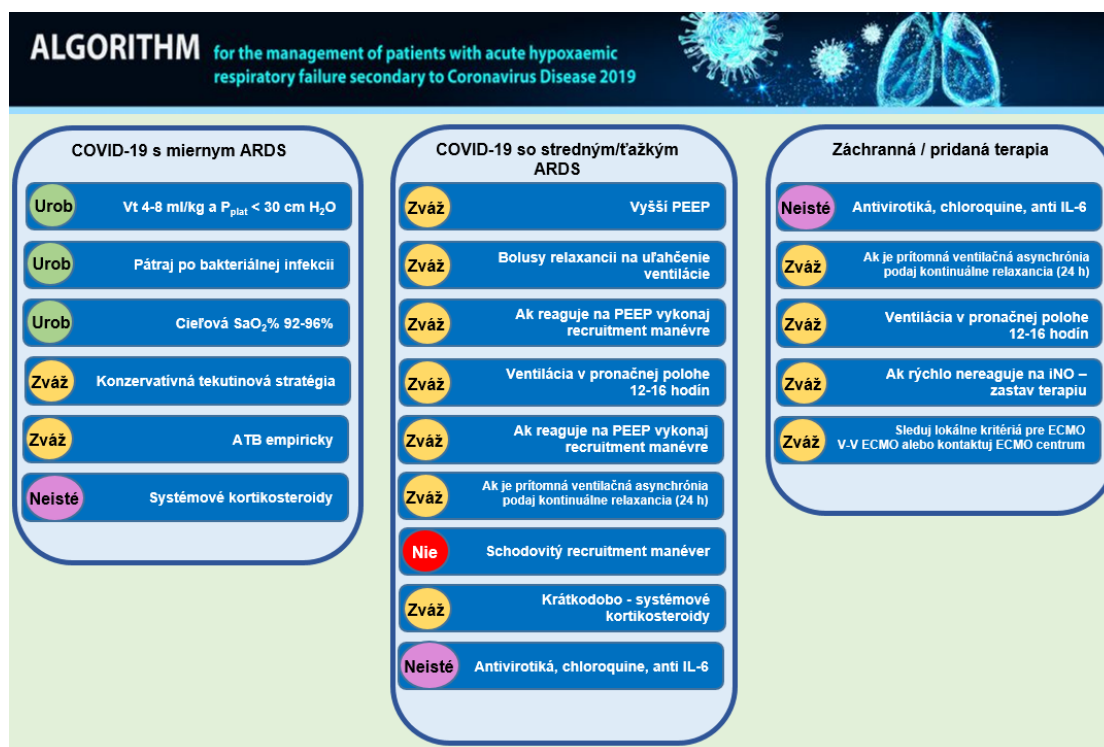 ALGORITHM for the management of patients with acute hypoxaemic
respiratory failure secondary to Coronavirus Disease 2019
COVID-19 s miernym ARDS
Urob Vt 4-8 ml/kg a Pplat < 30 cm H2O
Urob Pátraj po bakteriálnej infekcii
Urob Cieľová SaO2% 92-96%
Zváž Konzervatívná tekutinová stratégia
Zváž ATB empiricky
Neisté Systémové kortikosteroidy
COVID-19 so stredným/ťažkým
ARDS
Zváž Vyšší PEEP
Zváž Bolusy relaxancii na uľahčenie
ventilácie
Zváž Ak reaguje na PEEP vykonaj
recruitment manévre
Zváž Ventilácia v pronačnej polohe
12-16 hodín
Zváž Ak reaguje na PEEP vykonaj
recruitment manévre
Zváž Ak je prítomná ventilačná asynchrónia
podaj kontinuálne relaxancia (24 h)
Nie Schodovitý recruitment manéver
Zváž Krátkodobo - systémové
kortikosteroidy
Neisté Antivirotiká, chloroquine, anti IL-6
Záchranná / pridaná terapia
Neisté Antivirotiká, chloroquine, anti IL-6
Zváž Ak je prítomná ventilačná asynchrónia
podaj kontinuálne relaxancia (24 h)
Zváž Ventilácia v pronačnej polohe
12-16 hodín
Zváž Ak rýchlo nereaguje na iNO –
zastav terapiu
Zváž Sleduj lokálne kritériá pre ECMO
V-V ECMO alebo kontaktuj ECMO centrum